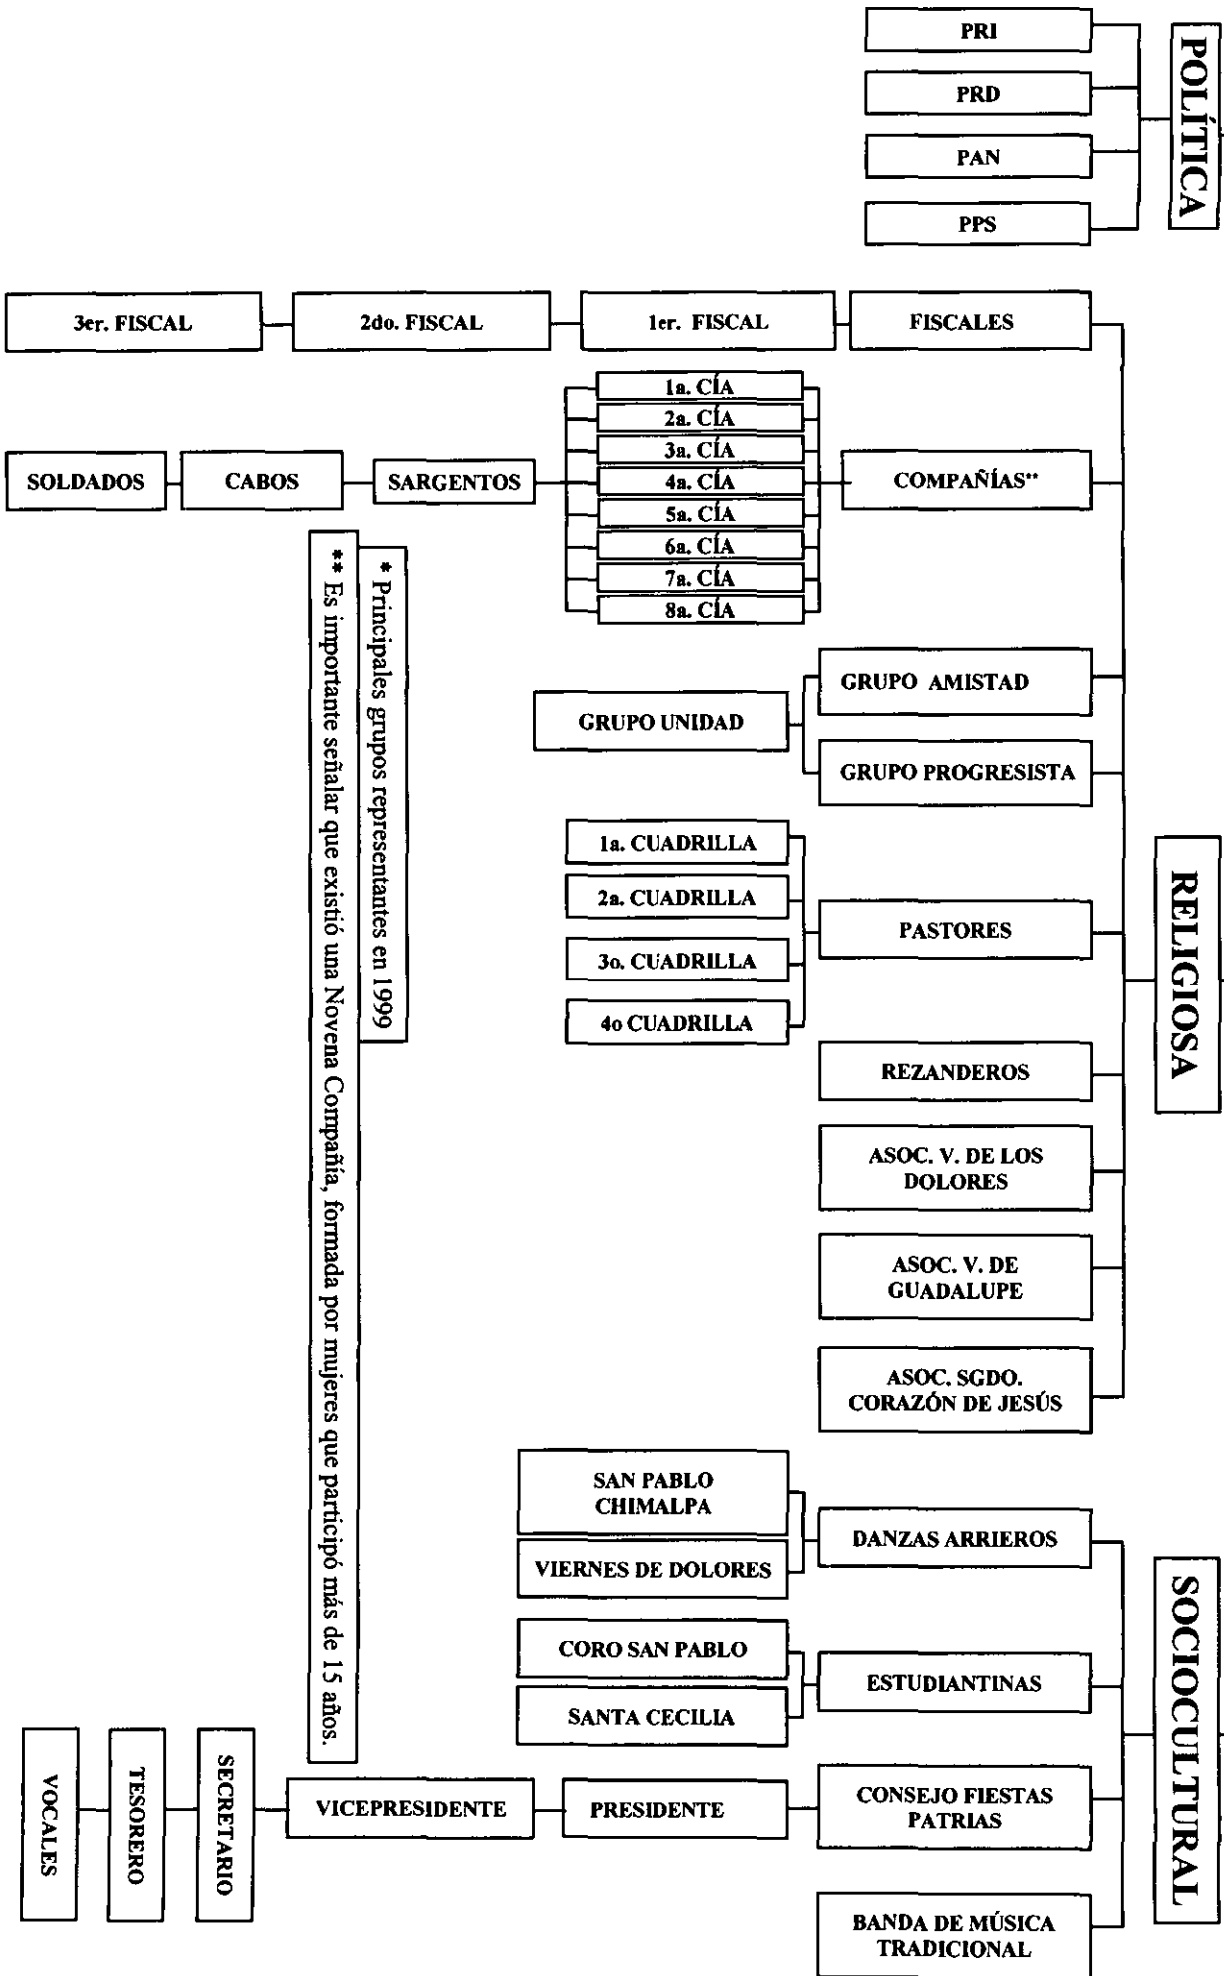 POLÍTICA
PRI
PRD
PAN
PPS
RELIGIOSA
FISCALES
1er. FISCAL
2do. FISCAL
3er. FISCAL
COMPAÑÍAS**
1a. CÍA
2a. CÍA
3a. CÍA
4a. CÍA
5a. CÍA
6a. CÍA
7a. CÍA
8a. CÍA
SARGENTOS
CABOS
SOLDADOS
GRUPO AMISTAD
GRUPO PROGRESISTA
GRUPO UNIDAD
PASTORES
1a. CUADRILLA
2a. CUADRILLA
3o. CUADRILLA
4o CUADRILLA
REZANDEROS
ASOC. V. DE LOS
DOLORES
ASOC. V. DE
GUADALUPE
ASOC. SGDO.
CORAZÓN DE JESÚS
SOCIOCULTURAL
DANZAS ARRIEROS
SAN PABLO
CHIMALPA
VIERNES DE DOLORES
ESTUDIANTINAS
CORO SAN PABLO
SANTA CECILIA
CONSEJO FIESTAS
PATRIAS
PRESIDENTE
VICEPRESIDENTE
SECRETARIO
TESORERO
VOCALES
BANDA DE MÚSICA
TRADICIONAL
* Principales grupos representantes en 1999
** Es importante señalar que existió una Novena Compañía, formada por mujeres que participó más de 15 años.